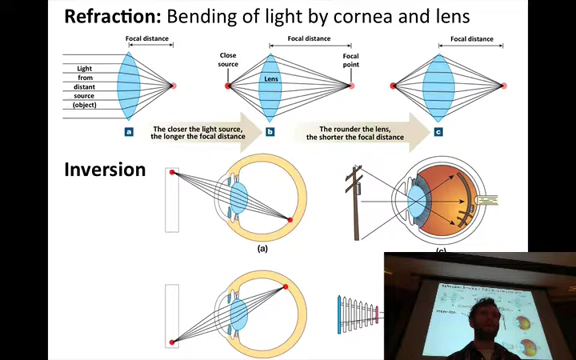 Refraction: Bending of light by cornea and lens
Focal distance
Focal distance
Focal distance
Close
source
Focal
point
Light
from
distant
source
(object)
Lens
a
The closer the light source,
the longer the focal distance
b
The rounder the lens,
the shorter the focal distance
c
Inversion
(a)